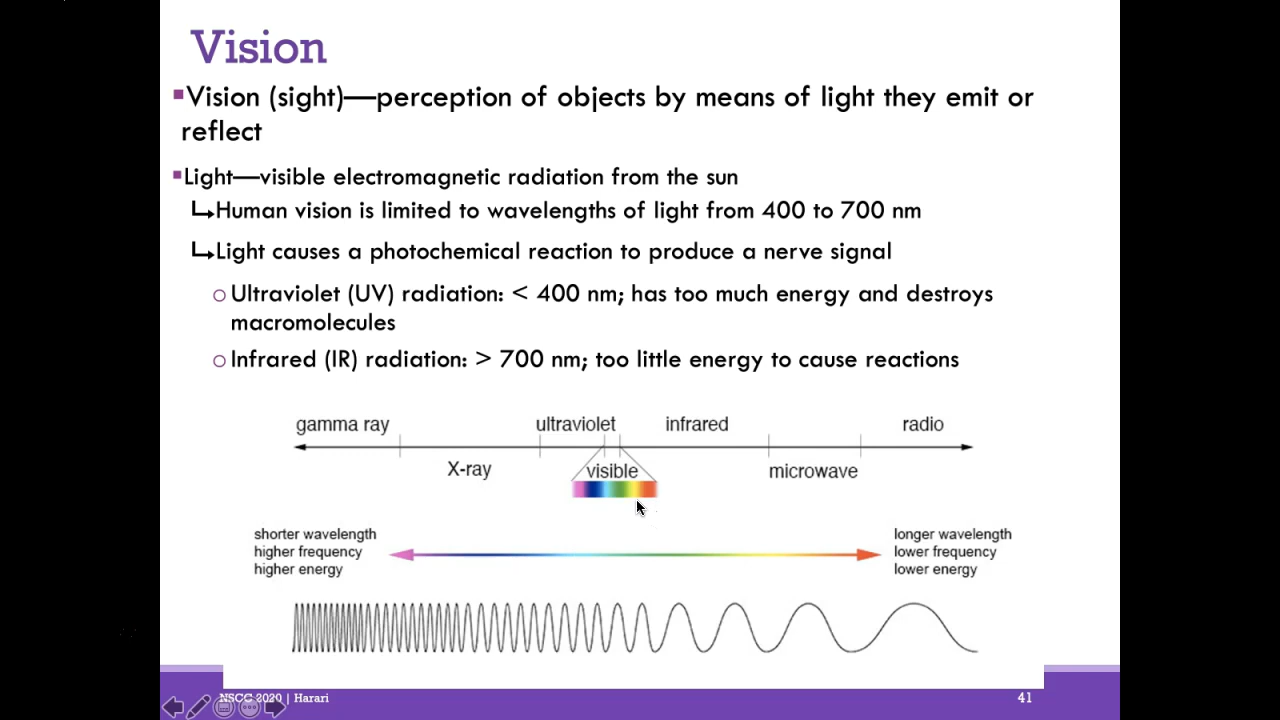 Vision
▪Vision (sight)—perception of objects by means of light they emit or
reflect
▪Light—visible electromagnetic radiation from the sun
↳Human vision is limited to wavelengths of light from 400 to 700 nm
↳Light causes a photochemical reaction to produce a nerve signal
○Ultraviolet (UV) radiation: < 400 nm; has too much energy and destroys
macromolecules
○Infrared (IR) radiation: > 700 nm; too little energy to cause reactions
gamma ray ultraviolet infrared radio
X-ray visible microwave
shorter wavelength
higher frequency
higher energy
longer wavelength
lower frequency
lower energy
NSCC 2020 | Harari 41